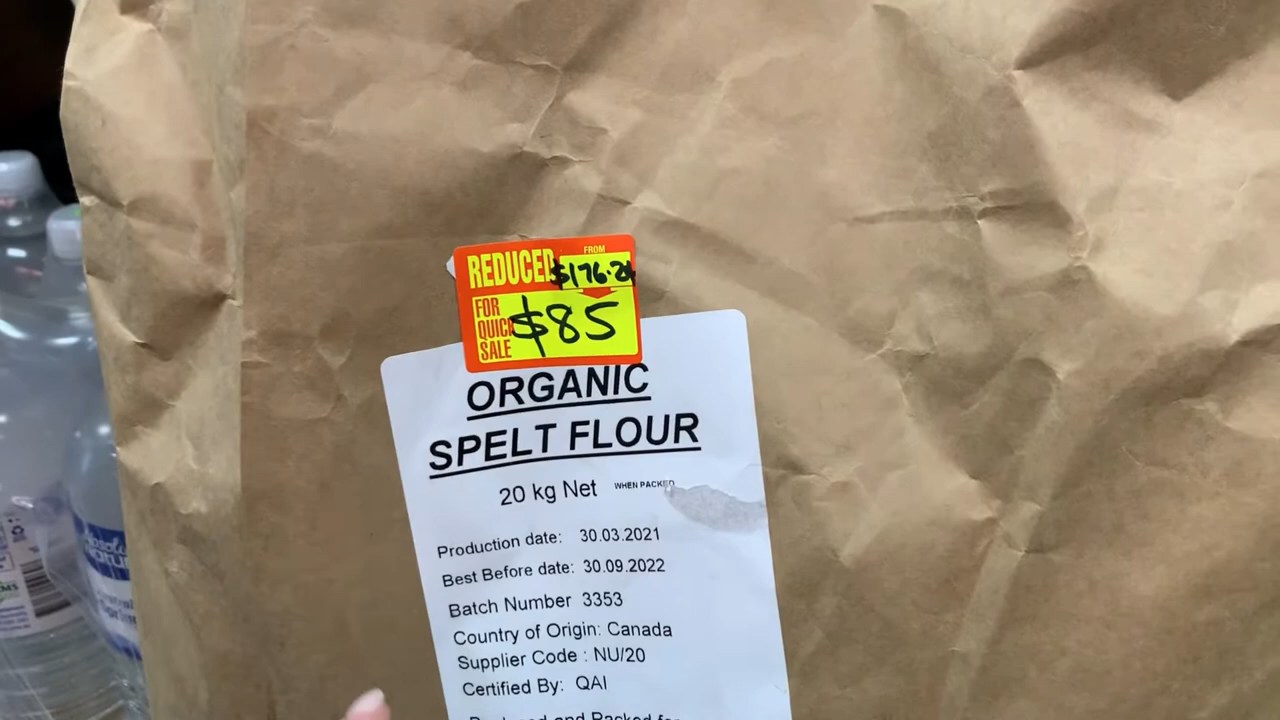 REDUCED
FROM
$176.24
FOR
QUICK
SALE
$85
ORGANIC
SPELT FLOUR
20 kg Net WHEN PACKED
Production date: 30.03.2021
Best Before date: 30.09.2022
Batch Number 3353
Country of Origin: Canada
Supplier Code : NU/20
Certified By: QAI